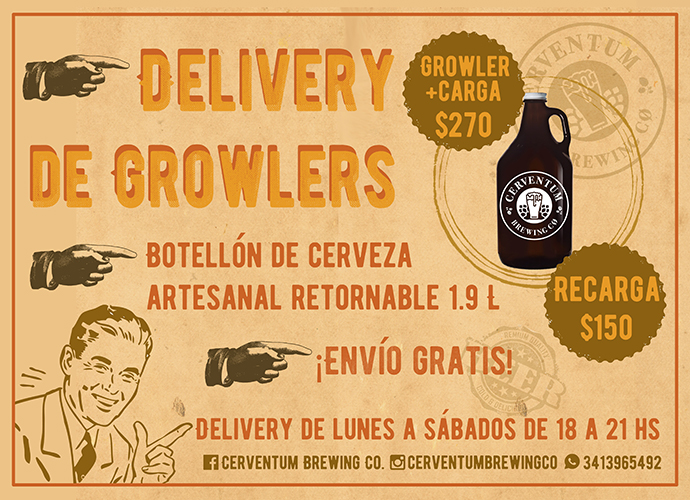 DELIVERY
DE GROWLERS
GROWLER
+CARGA
$270
CERVENTUM
BREWING CO
CERVENTUM
BREWING CO
BOTELLÓN DE CERVEZA
ARTESANAL RETORNABLE 1.9 L
RECARGA
$150
¡ENVÍO GRATIS!
BEER
DELIVERY DE LUNES A SÁBADOS DE 18 A 21 HS
CERVENTUM BREWING CO. CERVENTUMBREWINGCO 3413965492